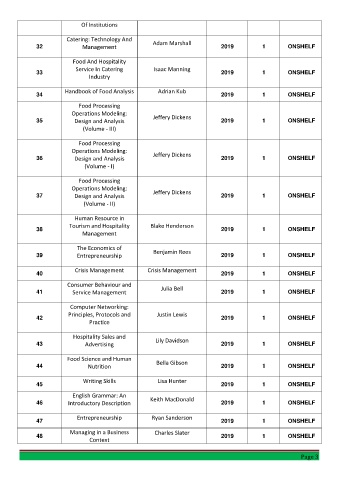 Of Institutions
32 Catering: Technology And Management Adam Marshall 2019 1 ONSHELF
33 Food And Hospitality Service In Catering Industry Isaac Manning 2019 1 ONSHELF
34 Handbook of Food Analysis Adrian Kub 2019 1 ONSHELF
35 Food Processing Operations Modeling: Design and Analysis (Volume - III) Jeffery Dickens 2019 1 ONSHELF
36 Food Processing Operations Modeling: Design and Analysis (Volume - I) Jeffery Dickens 2019 1 ONSHELF
37 Food Processing Operations Modeling: Design and Analysis (Volume - II) Jeffery Dickens 2019 1 ONSHELF
38 Human Resource in Tourism and Hospitality Management Blake Henderson 2019 1 ONSHELF
39 The Economics of Entrepreneurship Benjamin Rees 2019 1 ONSHELF
40 Crisis Management Crisis Management 2019 1 ONSHELF
41 Consumer Behaviour and Service Management Julia Bell 2019 1 ONSHELF
42 Computer Networking: Principles, Protocols and Practice Justin Lewis 2019 1 ONSHELF
43 Hospitality Sales and Advertising Lily Davidson 2019 1 ONSHELF
44 Food Science and Human Nutrition Bella Gibson 2019 1 ONSHELF
45 Writing Skills Lisa Hunter 2019 1 ONSHELF
46 English Grammar: An Introductory Description Keith MacDonald 2019 1 ONSHELF
47 Entrepreneurship Ryan Sanderson 2019 1 ONSHELF
48 Managing in a Business Context Charles Slater 2019 1 ONSHELF
Page 3